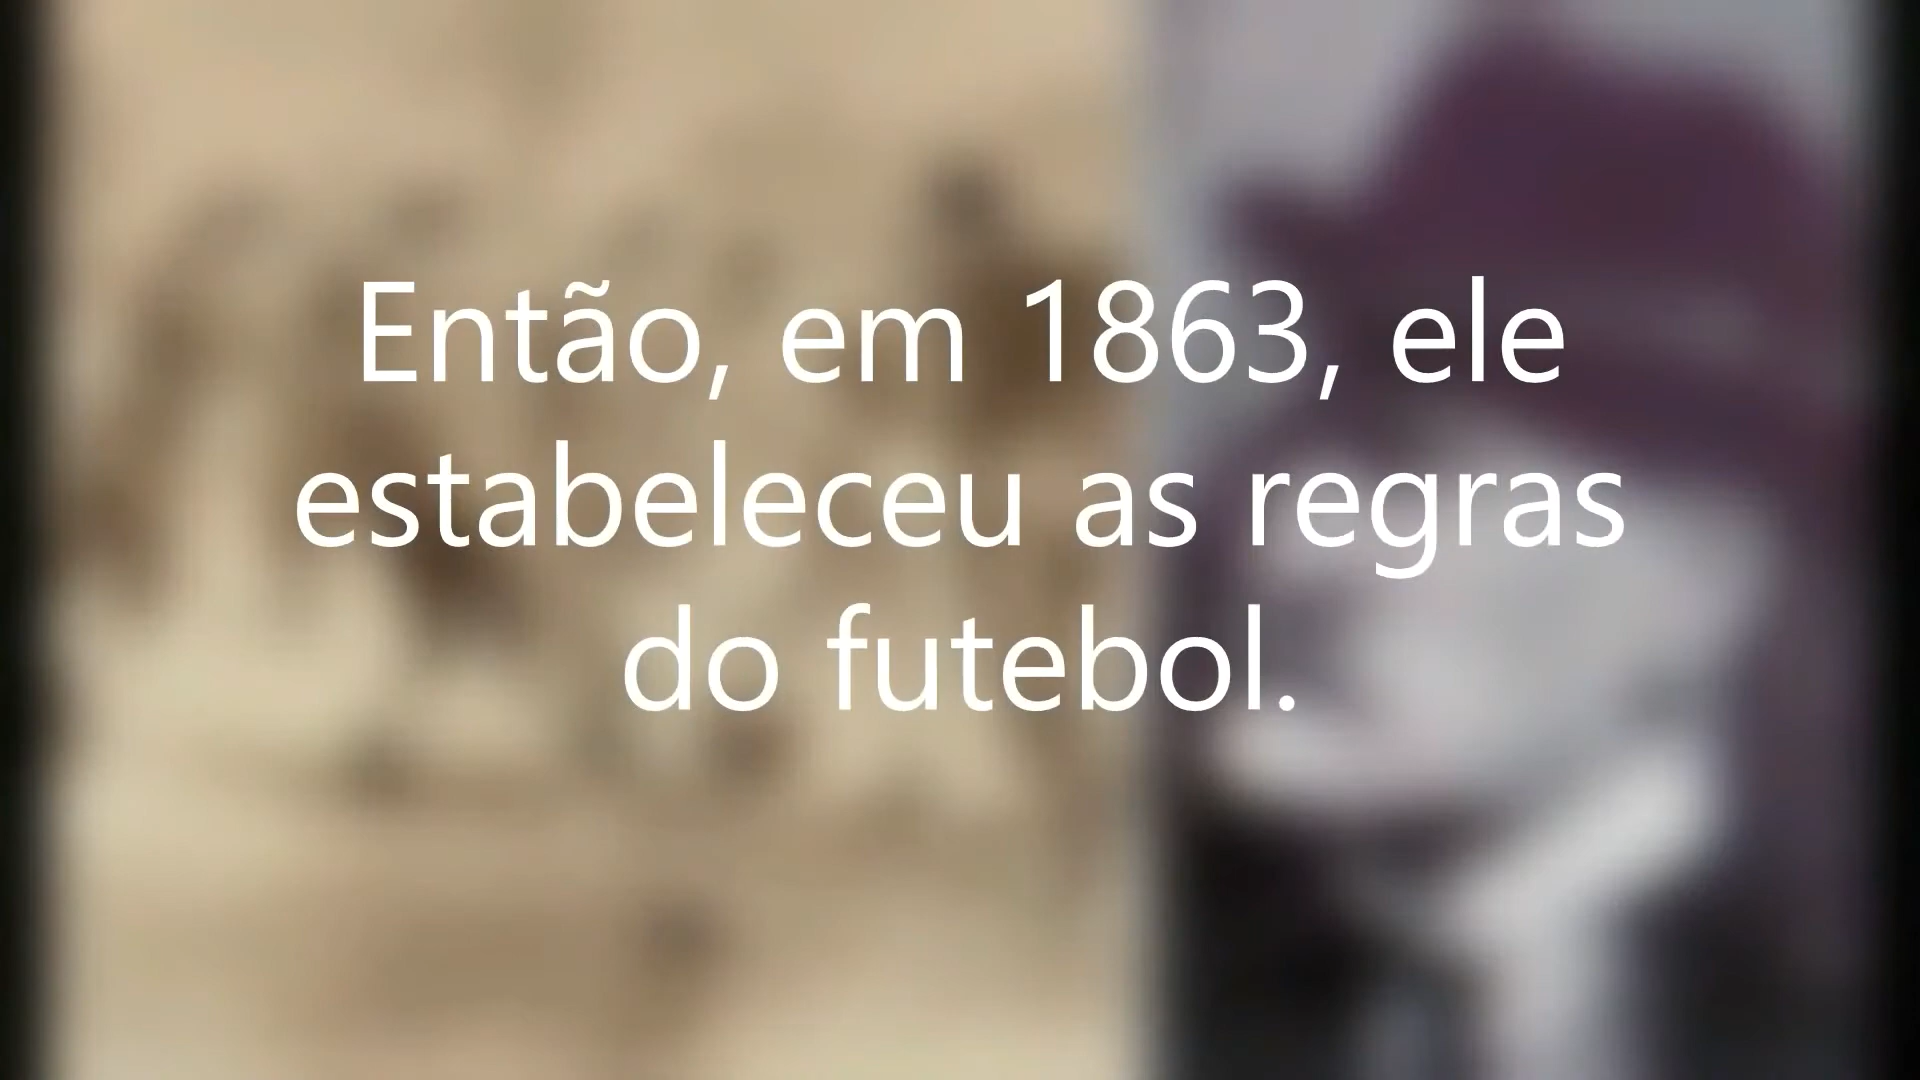 Então, em 1863, ele
estabeleceu as regras
do futebol.